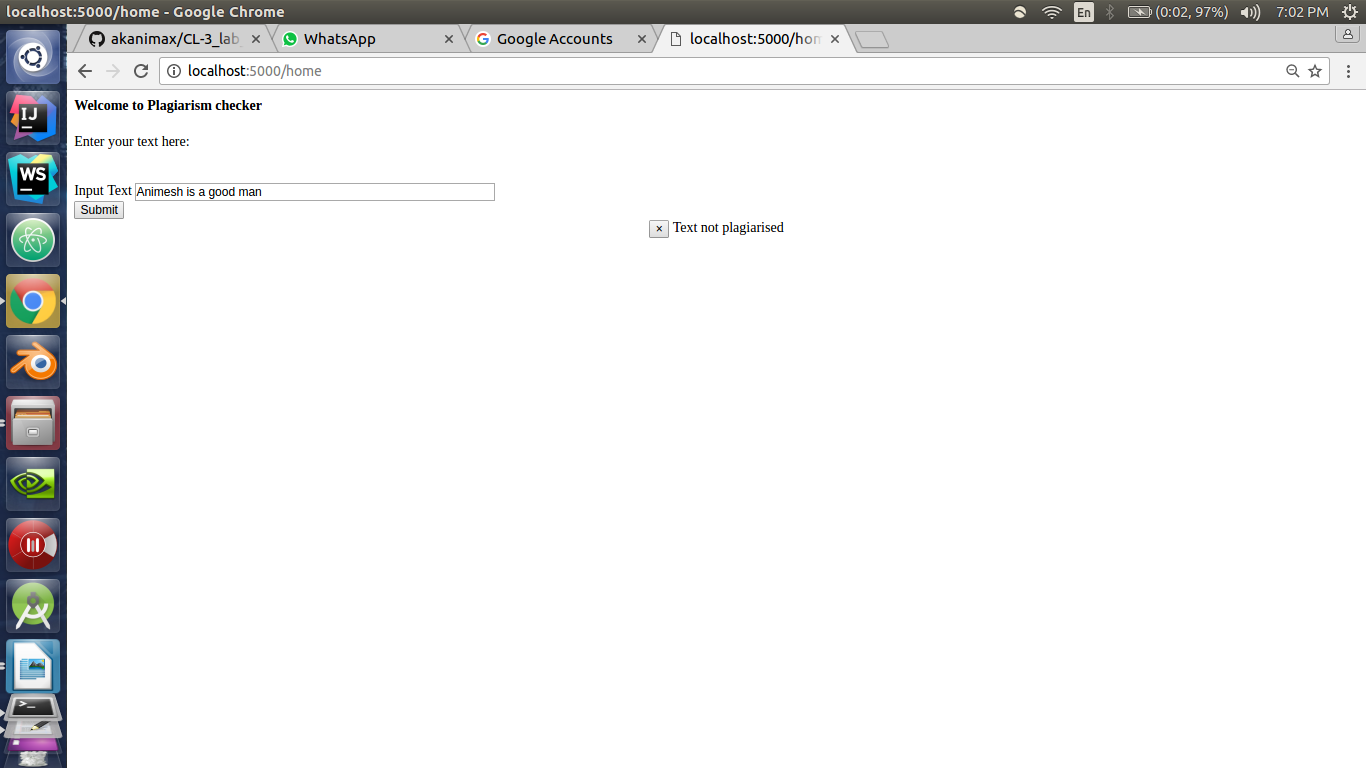 localhost:5000/home - Google Chrome
En
(0:02, 97%)
7:02 PM
akanimax/CL-3_lab
WhatsApp
Google Accounts
localhost:5000/hom
localhost:5000/home
Welcome to Plagiarism checker
Enter your text here:
Input Text Animesh is a good man
Submit
× Text not plagiarised
IJ
WS
>_